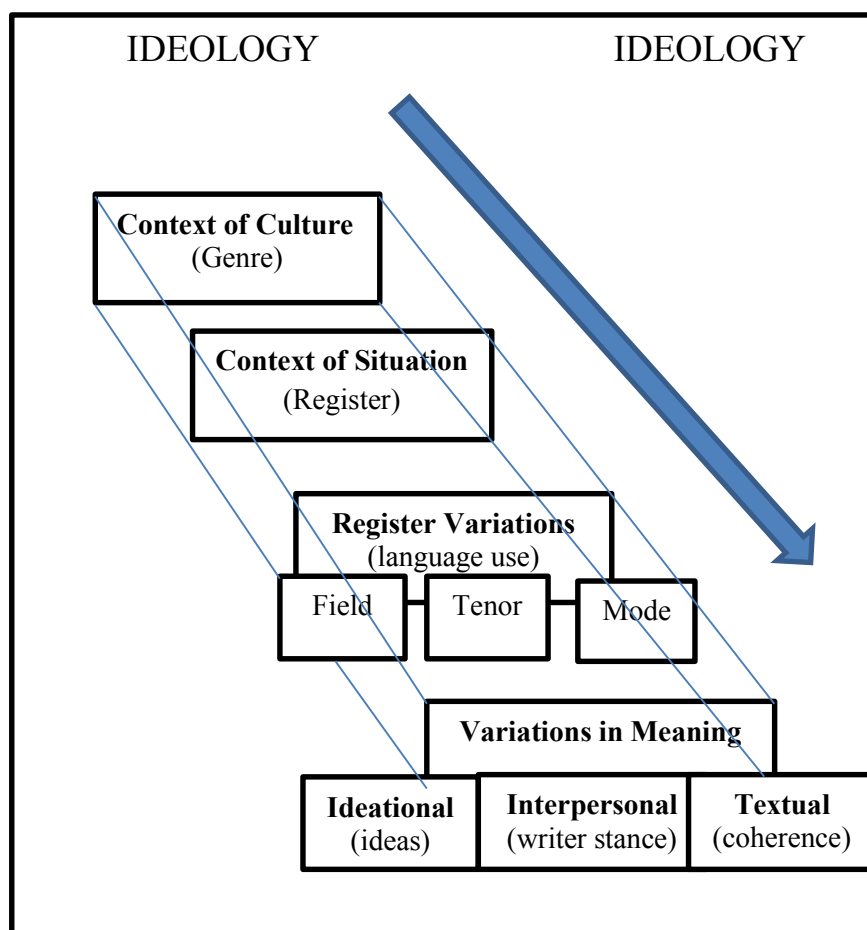 IDEOLOGY IDEOLOGY
Context of Culture
(Genre)
Context of Situation
(Register)
Register Variations
(language use)
Field Tenor Mode
Variations in Meaning
Ideational Interpersonal Textual
(ideas) (writer stance) (coherence)